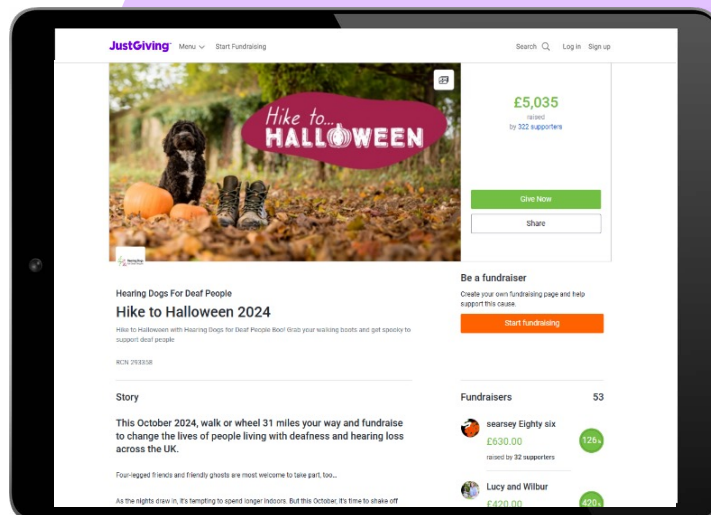 JustGiving
Menu
Start Fundraising
Search
Log in
Sign up
Hike to...
HALLOWEEN
£5,035
raised
by 322 supporters
Give Now
Share
Hearing Dogs For Deaf People
Hike to Halloween 2024
Hike to Halloween with Hearing Dogs for Deaf People Boo! Grab your walking boots and get spooky to
support deaf people
RCN 293358
Be a fundraiser
Create your own fundraising page and help
support this cause.
Start fundraising
Story
This October 2024, walk or wheel 31 miles your way and fundraise
to change the lives of people living with deafness and hearing loss
across the UK.
Four-legged friends and friendly ghosts are most welcome to take part, too...
As the nights draw in, it's tempting to spend longer indoors. But this October, it's time to shake off
Fundraisers
53
searsey Eighty six
£630.00
raised by 32 supporters
126%
Lucy and Wilbur
£420.00
420%